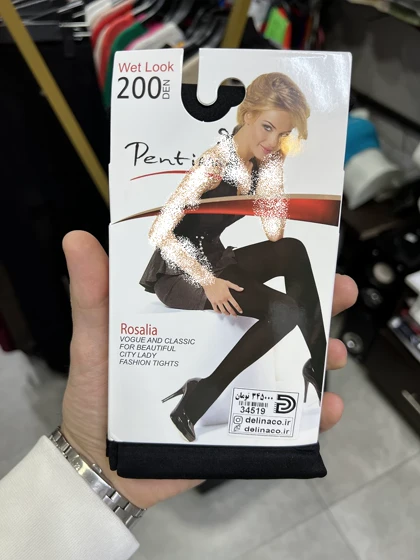 Wet Look
200 DEN
Penti
Rosalia
VOGUE AND CLASSIC
FOR BEAUTIFUL
CITY LADY
FASHION TIGHTS
۳۴۵۰۰۰ تومان
34519
delinaco.ir
delinaco.ir